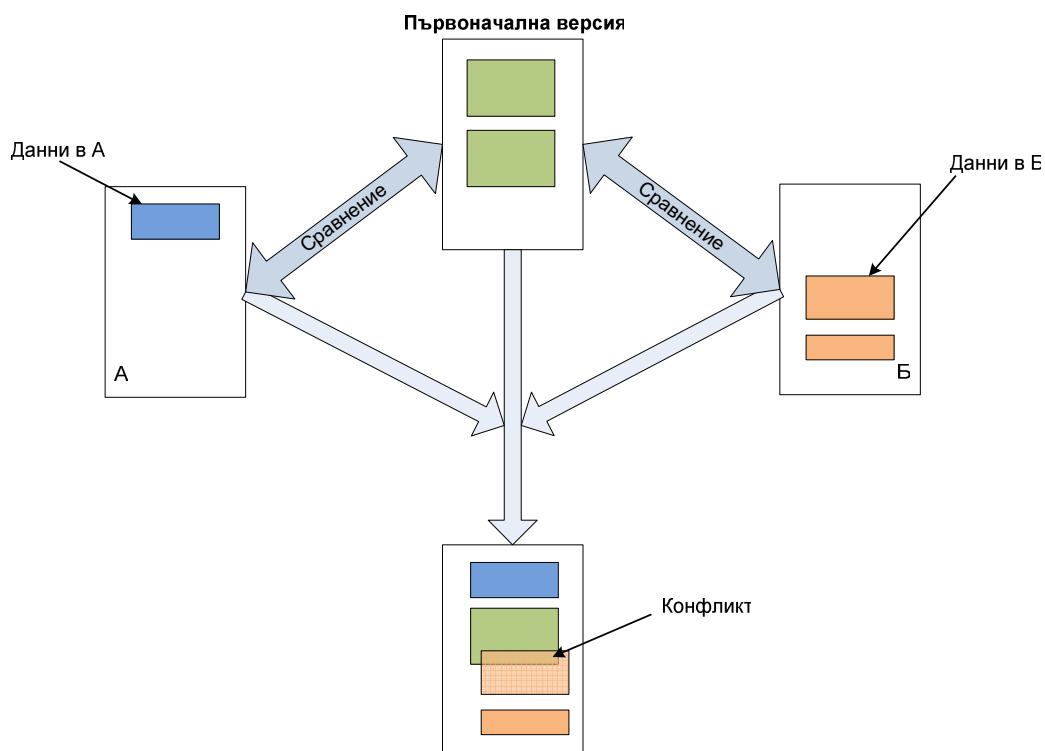 Първоначална версия
Данни в А
Данни в Б
Сравнение
Сравнение
А
Б
Конфликт